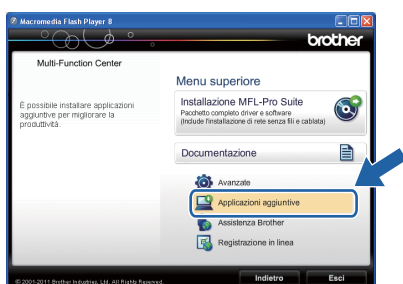 Macromedia Flash Player 8
brother
Multi-Function Center
Menu superiore
È possibile installare applicazioni
aggiuntive per migliorare la
produttività.
Installazione MFL-Pro Suite
Pacchetto completo driver e software
(Include l'installazione di rete senza fili e cablata)
Documentazione
Avanzate
Applicazioni aggiuntive
Assistenza Brother
Registrazione in linea
© 2001-2011 Brother Industries, Ltd. All Rights Reserved.
Indietro
Esci